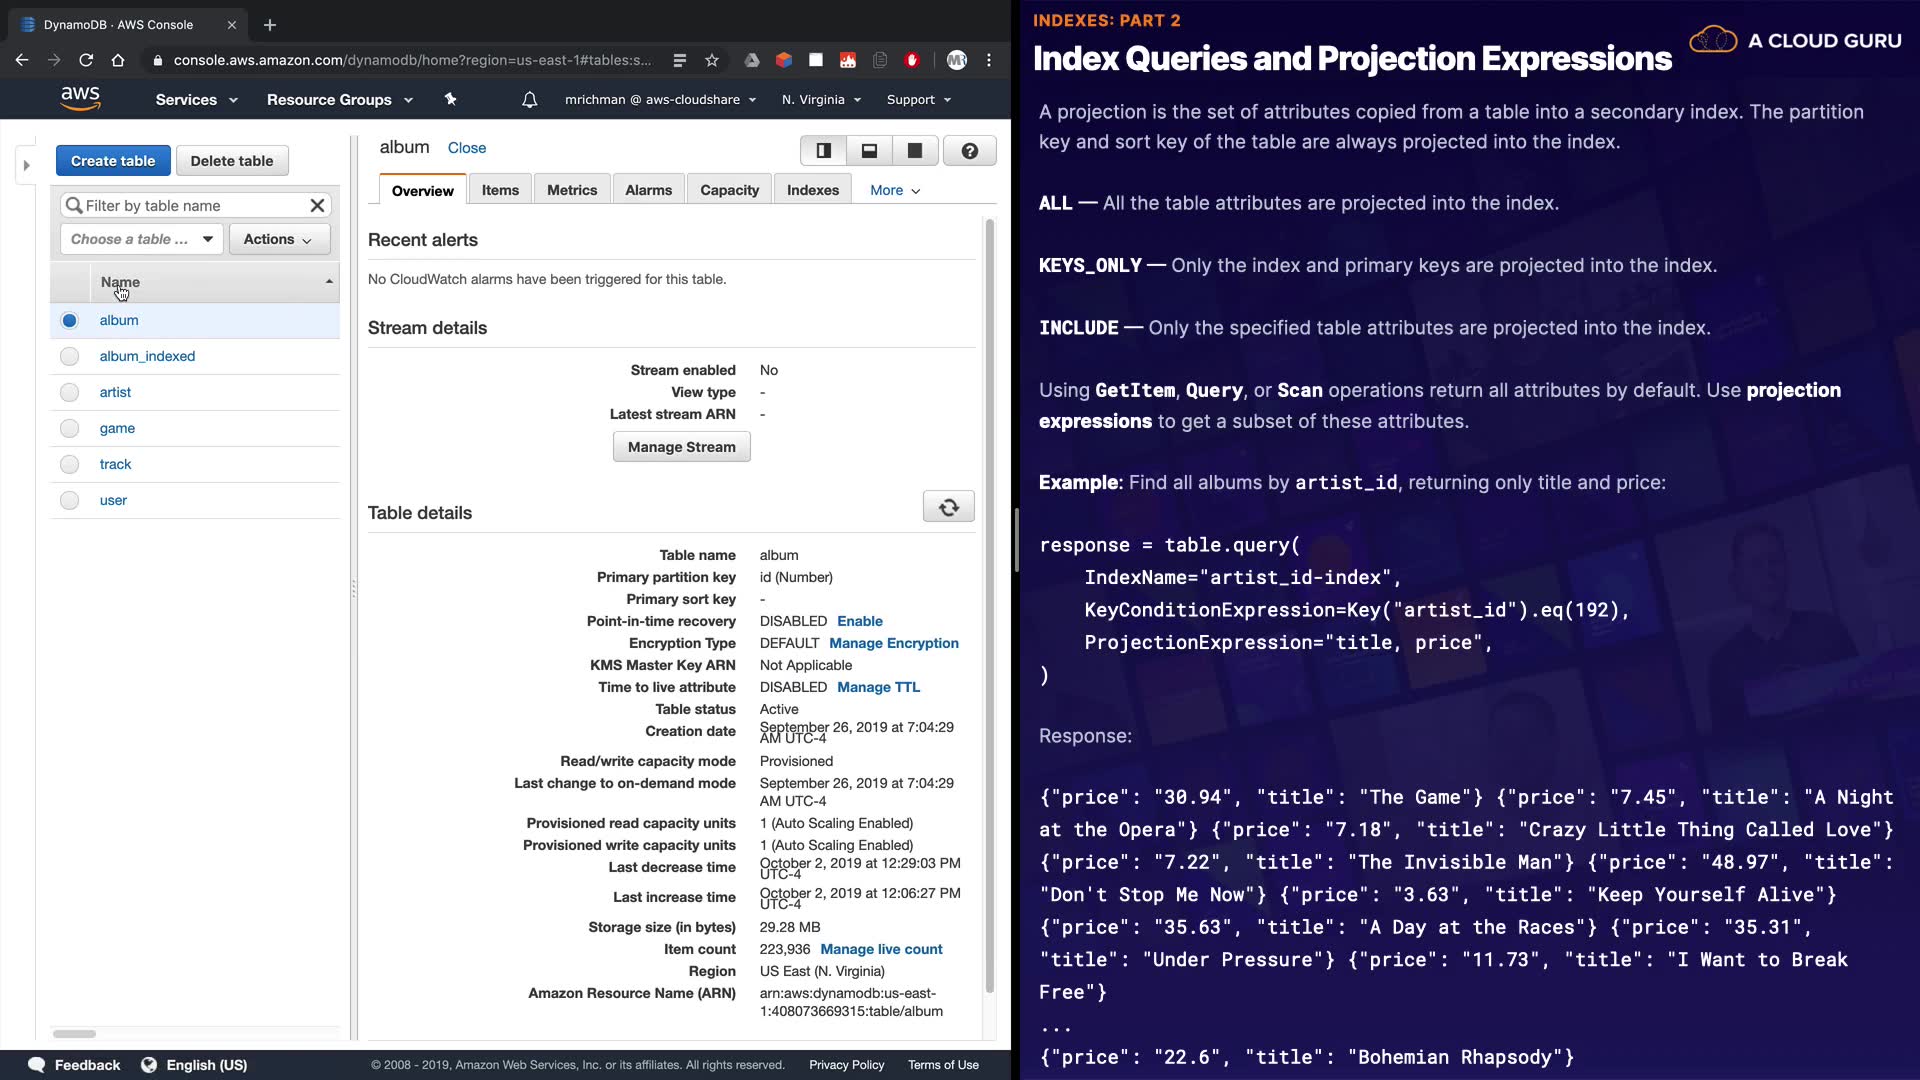 DynamoDB · AWS Console
console.aws.amazon.com/dynamodb/home?region=us-east-1#tables:s...
aws
Services
Resource Groups
mrichman @ aws-cloudshare
N. Virginia
Support
Create table
Delete table
Filter by table name
Choose a table ...
Actions
Name
album
album_indexed
artist
game
track
user
album
Close
Overview
Items
Metrics
Alarms
Capacity
Indexes
More
Recent alerts
No CloudWatch alarms have been triggered for this table.
Stream details
Stream enabled No
View type -
Latest stream ARN -
Manage Stream
Table details
Table name album
Primary partition key id (Number)
Primary sort key -
Point-in-time recovery DISABLED Enable
Encryption Type DEFAULT Manage Encryption
KMS Master Key ARN Not Applicable
Time to live attribute DISABLED Manage TTL
Table status Active
Creation date September 26, 2019 at 7:04:29
AM UTC-4
Read/write capacity mode Provisioned
Last change to on-demand mode September 26, 2019 at 7:04:29
AM UTC-4
Provisioned read capacity units 1 (Auto Scaling Enabled)
Provisioned write capacity units 1 (Auto Scaling Enabled)
Last decrease time October 2, 2019 at 12:29:03 PM
UTC-4
Last increase time October 2, 2019 at 12:06:27 PM
UTC-4
Storage size (in bytes) 29.28 MB
Item count 223,936 Manage live count
Region US East (N. Virginia)
Amazon Resource Name (ARN) arn:aws:dynamodb:us-east-
1:408073669315:table/album
Feedback
English (US)
© 2008 - 2019, Amazon Web Services, Inc. or its affiliates. All rights reserved.
Privacy Policy
Terms of Use
INDEXES: PART 2
Index Queries and Projection Expressions
A CLOUD GURU
A projection is the set of attributes copied from a table into a secondary index. The partition
key and sort key of the table are always projected into the index.
ALL — All the table attributes are projected into the index.
KEYS_ONLY — Only the index and primary keys are projected into the index.
INCLUDE — Only the specified table attributes are projected into the index.
Using GetItem, Query, or Scan operations return all attributes by default. Use projection
expressions to get a subset of these attributes.
Example: Find all albums by artist_id, returning only title and price:
response = table.query(
IndexName="artist_id-index",
KeyConditionExpression=Key("artist_id").eq(192),
ProjectionExpression="title, price",
)
Response:
{"price": "30.94", "title": "The Game"} {"price": "7.45", "title": "A Night
at the Opera"} {"price": "7.18", "title": "Crazy Little Thing Called Love"}
{"price": "7.22", "title": "The Invisible Man"} {"price": "48.97", "title":
"Don't Stop Me Now"} {"price": "3.63", "title": "Keep Yourself Alive"}
{"price": "35.63", "title": "A Day at the Races"} {"price": "35.31",
"title": "Under Pressure"} {"price": "11.73", "title": "I Want to Break
Free"}
...
{"price": "22.6", "title": "Bohemian Rhapsody"}